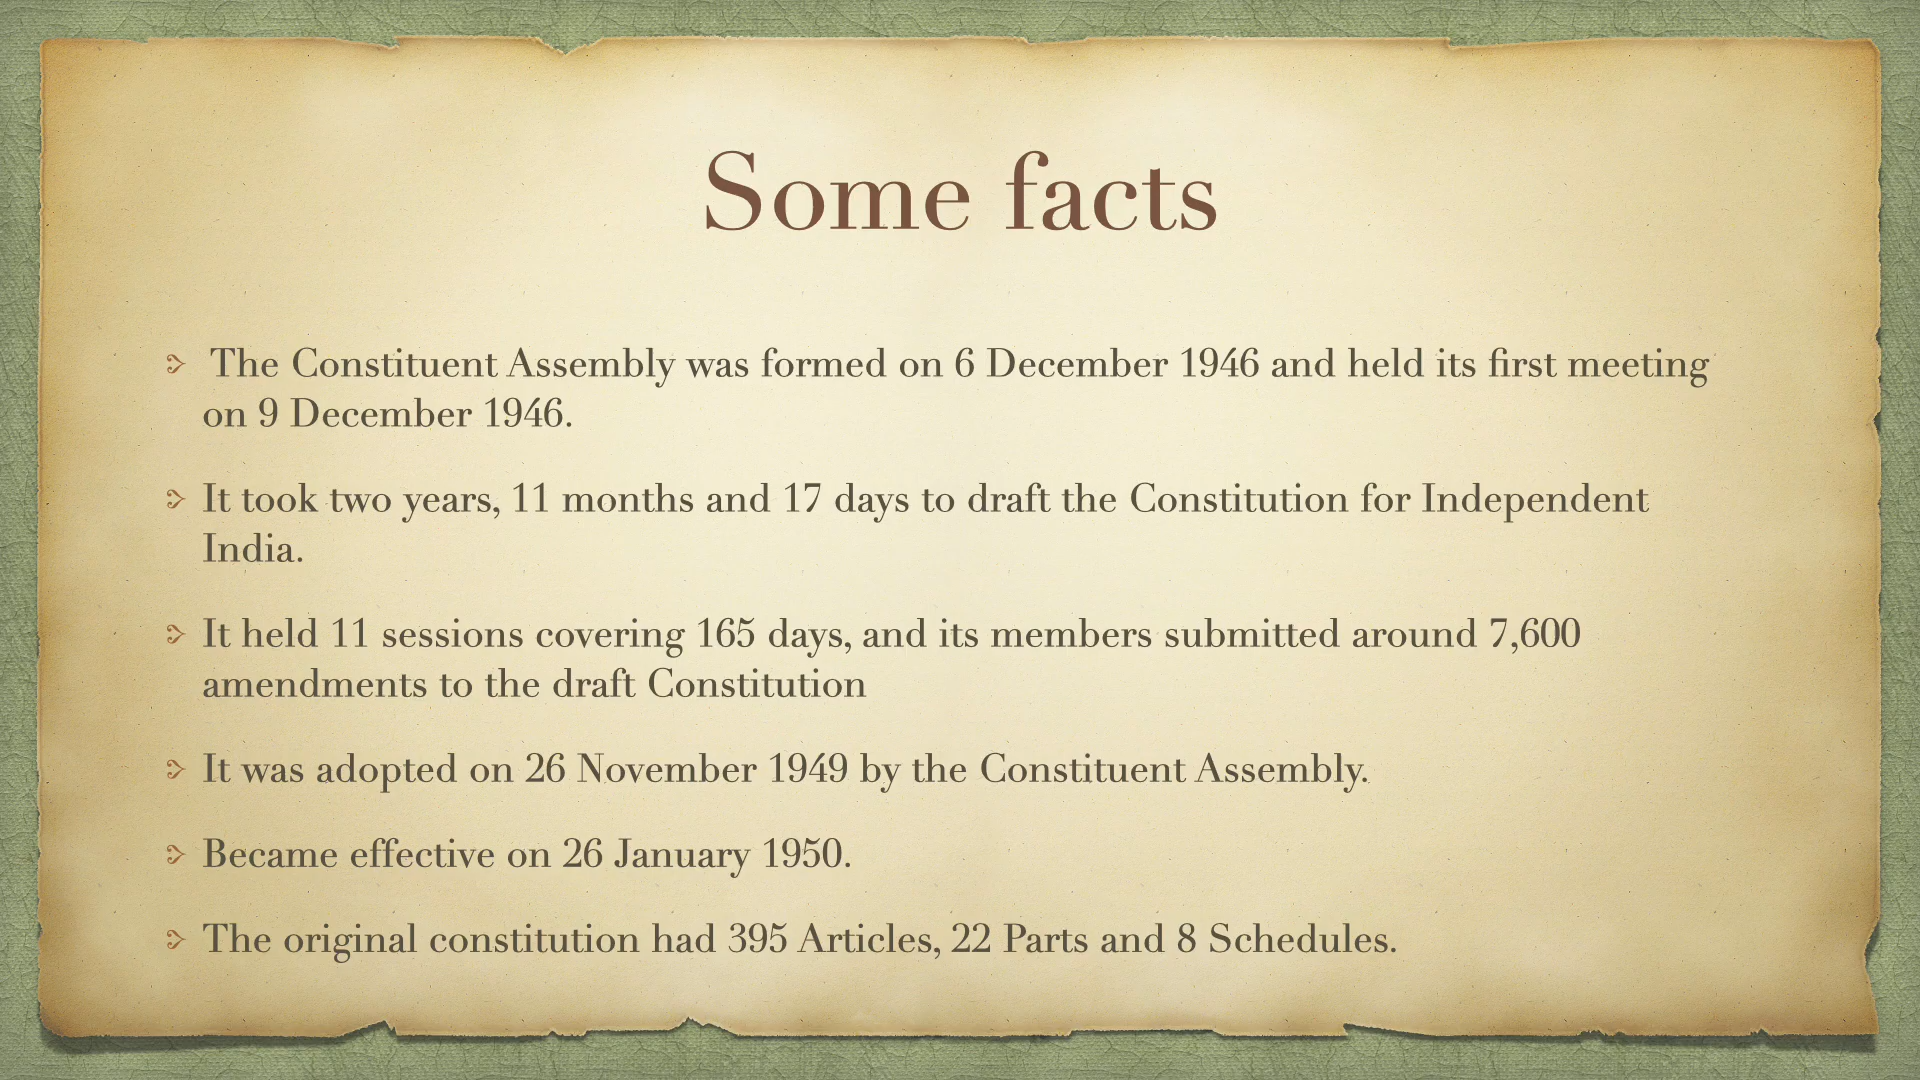 Some facts
The Constituent Assembly was formed on 6 December 1946 and held its first meeting
on 9 December 1946.
It took two years, 11 months and 17 days to draft the Constitution for Independent
India.
It held 11 sessions covering 165 days, and its members submitted around 7,600
amendments to the draft Constitution
It was adopted on 26 November 1949 by the Constituent Assembly.
Became effective on 26 January 1950.
The original constitution had 395 Articles, 22 Parts and 8 Schedules.